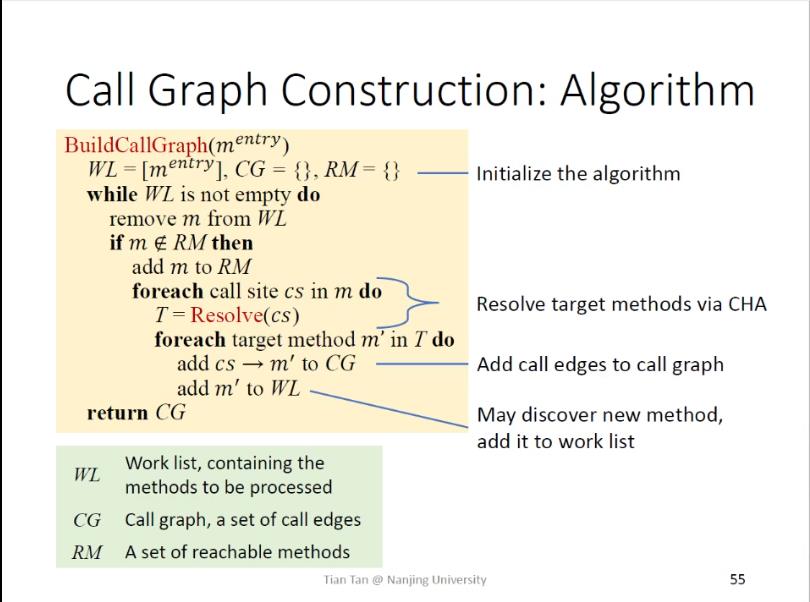 Call Graph Construction: Algorithm
BuildCallGraph(m^entry)
WL = [m^entry], CG = {}, RM = {}
Initialize the algorithm
while WL is not empty do
remove m from WL
if m ∉ RM then
add m to RM
foreach call site cs in m do
T = Resolve(cs)
Resolve target methods via CHA
foreach target method m′ in T do
add cs → m′ to CG
Add call edges to call graph
add m′ to WL
May discover new method,
add it to work list
return CG
WL Work list, containing the
methods to be processed
CG Call graph, a set of call edges
RM A set of reachable methods
Tian Tan @ Nanjing University
55